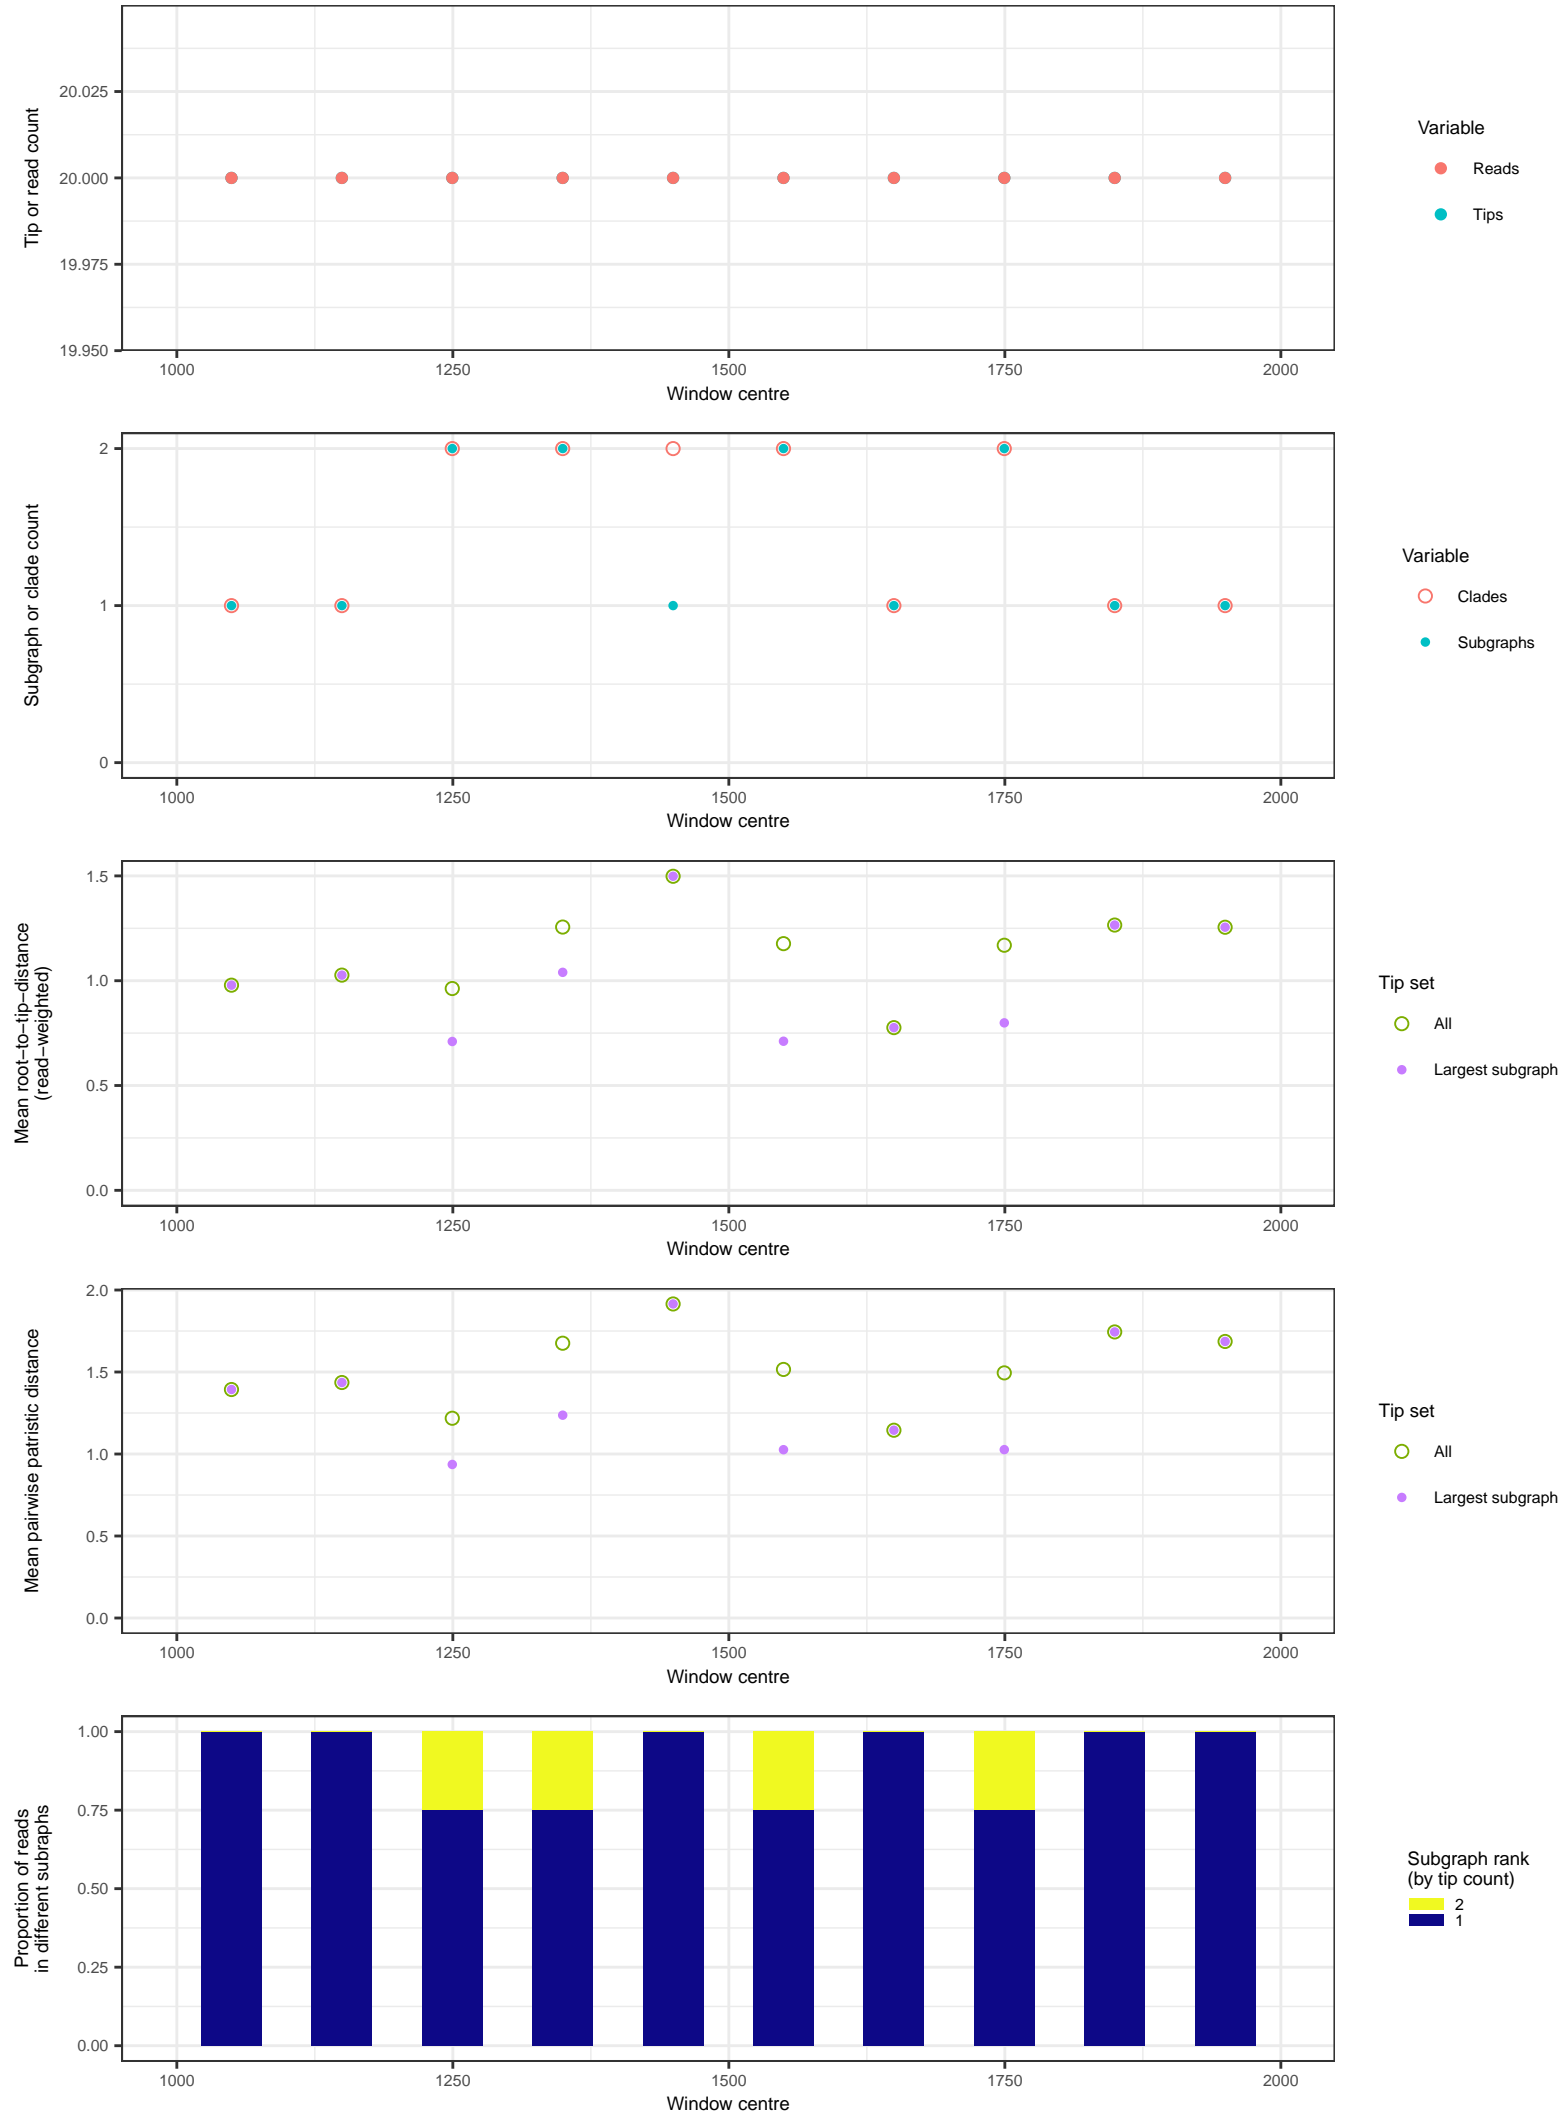 Tip or read count
20.025
20.000
19.975
19.950
1000 1250 1500 1750 2000
Window centre
Variable
Reads
Tips
Subgraph or clade count
2
1
0
1000 1250 1500 1750 2000
Window centre
Variable
Clades
Subgraphs
Mean root−to−tip−distance
(read−weighted)
1.5
1.0
0.5
0.0
1000 1250 1500 1750 2000
Window centre
Tip set
All
Largest subgraph
Mean pairwise patristic distance
2.0
1.5
1.0
0.5
0.0
1000 1250 1500 1750 2000
Window centre
Tip set
All
Largest subgraph
Proportion of reads
in different subraphs
1.00
0.75
0.50
0.25
0.00
1000 1250 1500 1750 2000
Window centre
Subgraph rank
(by tip count)
2
1